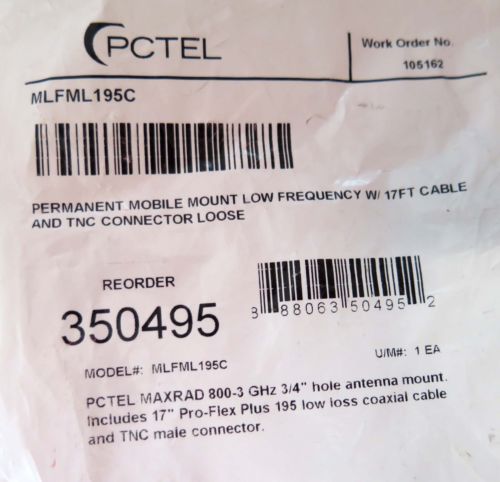 PCTEL
Work Order No.
105162
MLFML195C
PERMANENT MOBILE MOUNT LOW FREQUENCY W/ 17FT CABLE
AND TNC CONNECTOR LOOSE
REORDER
350495
8 88063 50495 2
MODEL#: MLFML195C
U/M#: 1 EA
PCTEL MAXRAD 800-3 GHz 3/4" hole antenna mount.
Includes 17" Pro-Flex Plus 195 low loss coaxial cable
and TNC male connector.